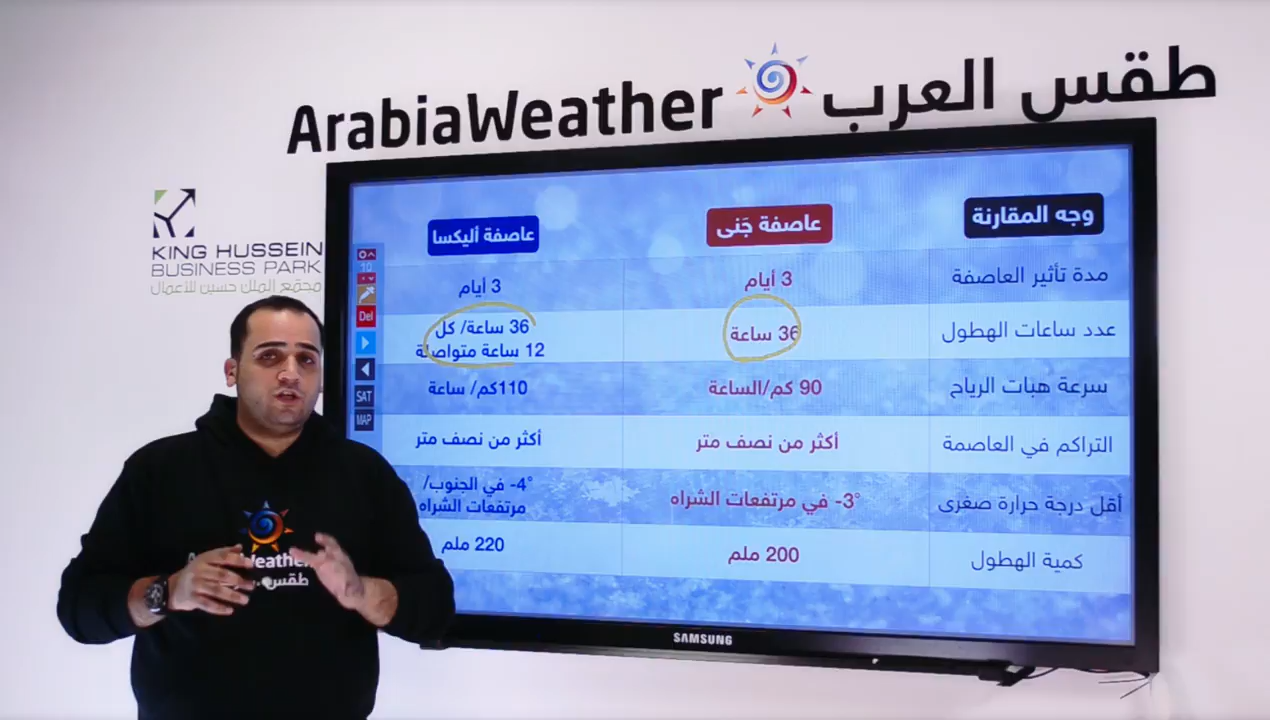 ArabiaWeather طقس العرب
KING HUSSEIN
BUSINESS PARK
مجمّع الملك حسين للأعمال
وجه المقارنة
عاصفة جَنى
عاصفة أليكسا
مدة تأثير العاصفة
3 أيام
3 أيام
عدد ساعات الهطول
36 ساعة
36 ساعة/ كل
12 ساعة متواصلة
سرعة هبات الرياح
90 كم/الساعة
110كم/ ساعة
التراكم في العاصمة
أكثر من نصف متر
أكثر من نصف متر
أقل درجة حرارة صغرى
-3° في مرتفعات الشراه
-4° في الجنوب/
مرتفعات الشراه
كمية الهطول
200 ملم
220 ملم
10
Del
SAT
MAP
SAMSUNG
Weather
طقس